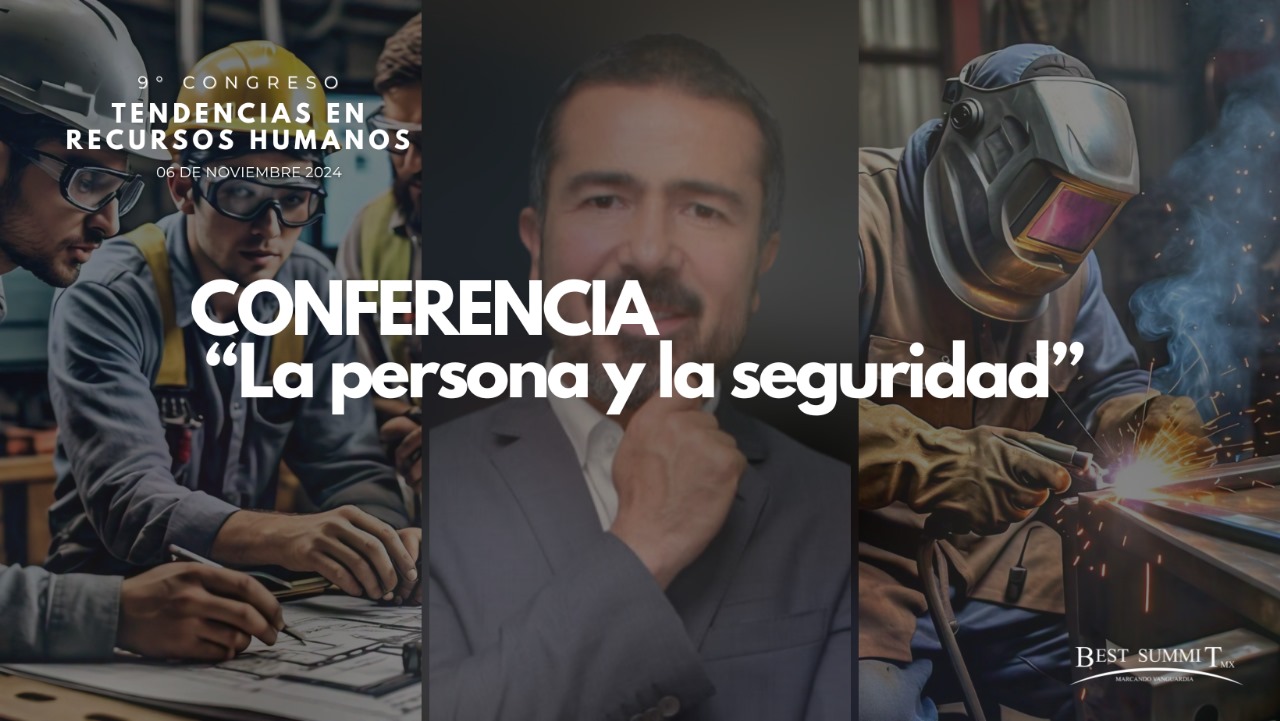 9° CONGRESO
TENDENCIAS EN
RECURSOS HUMANOS
06 DE NOVIEMBRE 2024
CONFERENCIA
“La persona y la seguridad”
BEST SUMMIT MX
MARCANDO VANGUARDIA